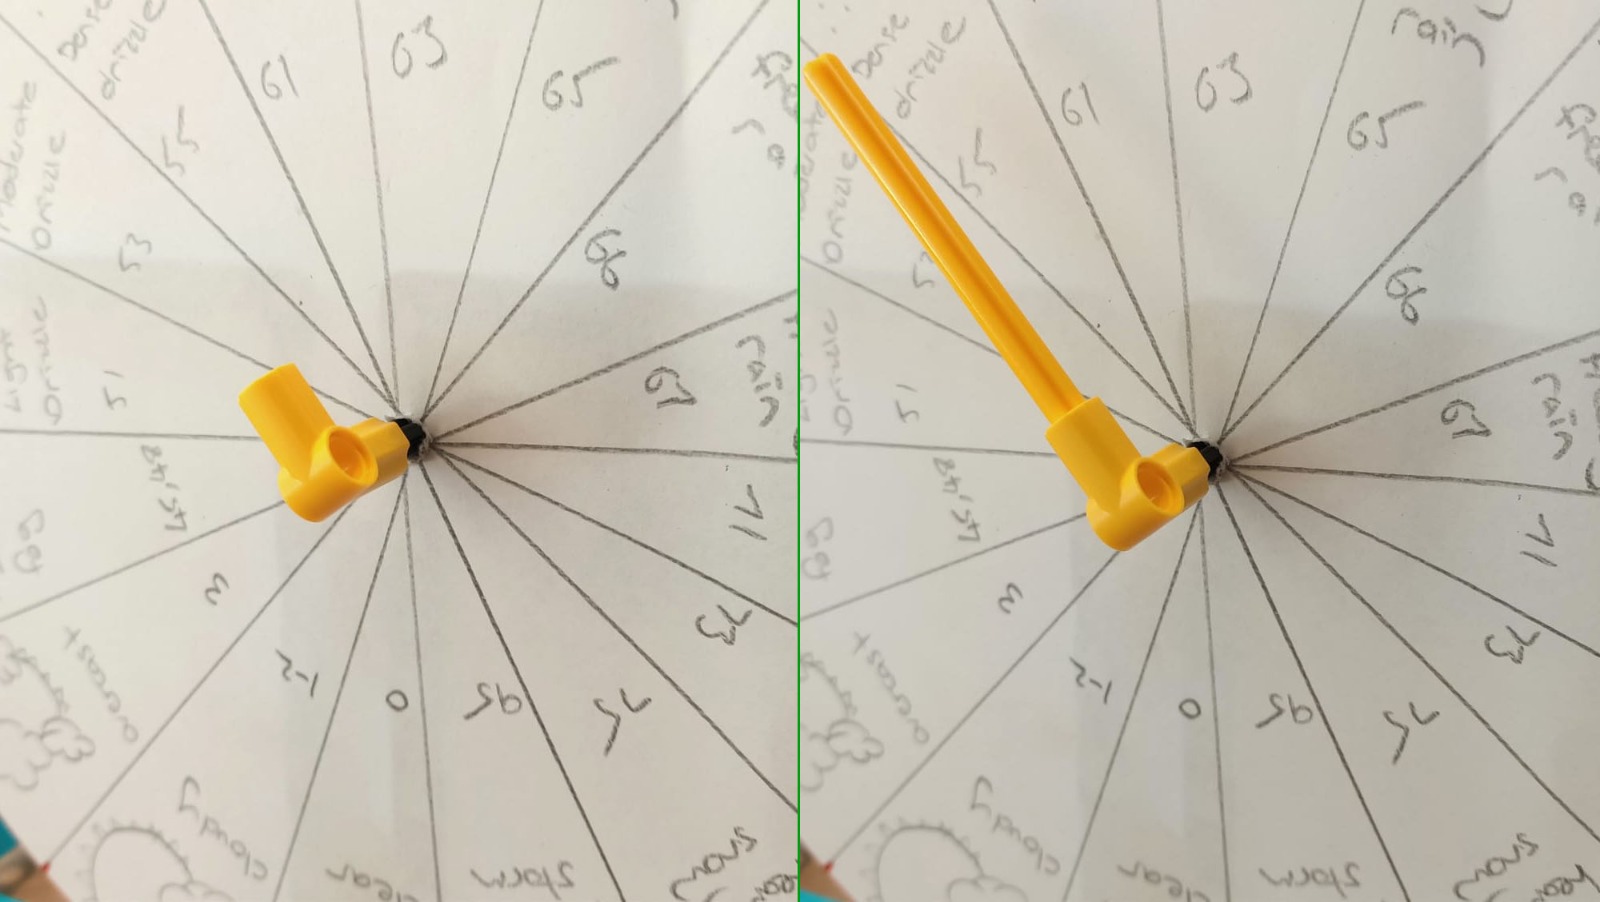 Dense
drizzle
Moderate
Drizzle
Light
Drizzle
fog
overcast
cloudy
clear
storm
snow
rain
61
63
65
55
53
51
45,48
3
1-2
0
95
75
73
71
67
66
rain
Dense
drizzle
Moderate
Drizzle
Drizzle
fog
overcast
cloudy
clear
storm
snow
rain
61
63
65
55
53
51
45,48
3
1-2
0
95
75
73
71
67
66